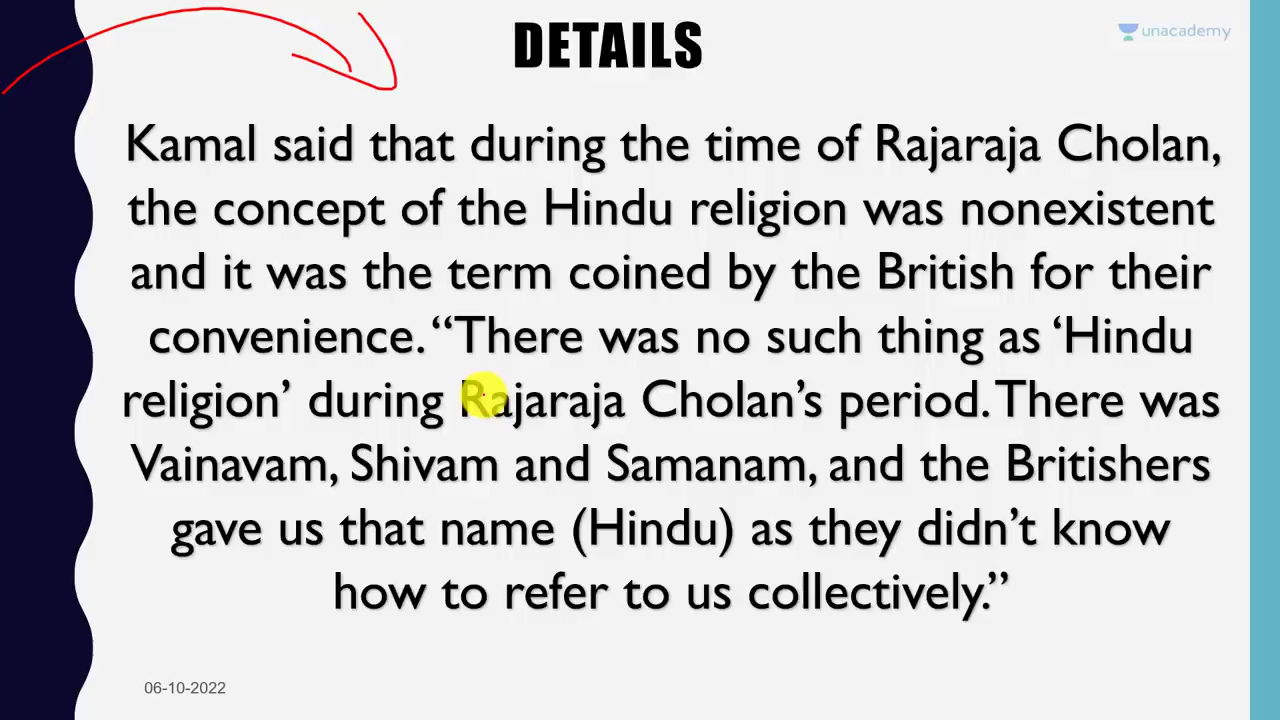 DETAILS
unacademy
Kamal said that during the time of Rajaraja Cholan,
the concept of the Hindu religion was nonexistent
and it was the term coined by the British for their
convenience. “There was no such thing as ‘Hindu
religion’ during Rajaraja Cholan’s period. There was
Vainavam, Shivam and Samanam, and the Britishers
gave us that name (Hindu) as they didn’t know
how to refer to us collectively.”
06-10-2022